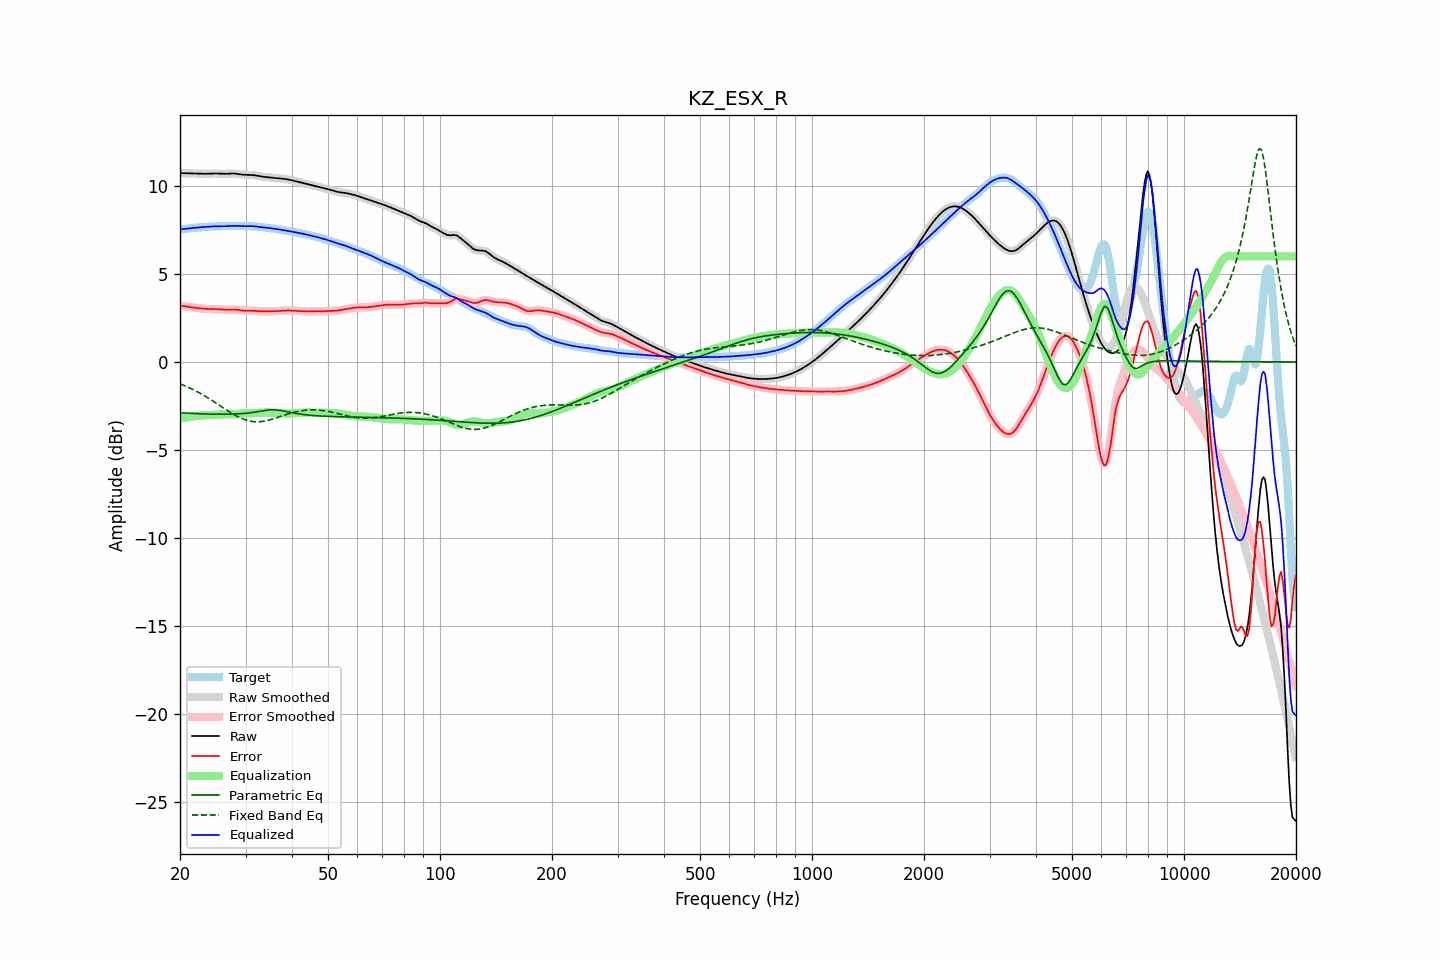 KZ_ESX_R
Amplitude (dBr)
10
5
0
−5
−10
−15
−20
−25
Target
Raw Smoothed
Error Smoothed
Raw
Error
Equalization
Parametric Eq
Fixed Band Eq
Equalized
20 50 100 200 500 1000 2000 5000 10000 20000
Frequency (Hz)